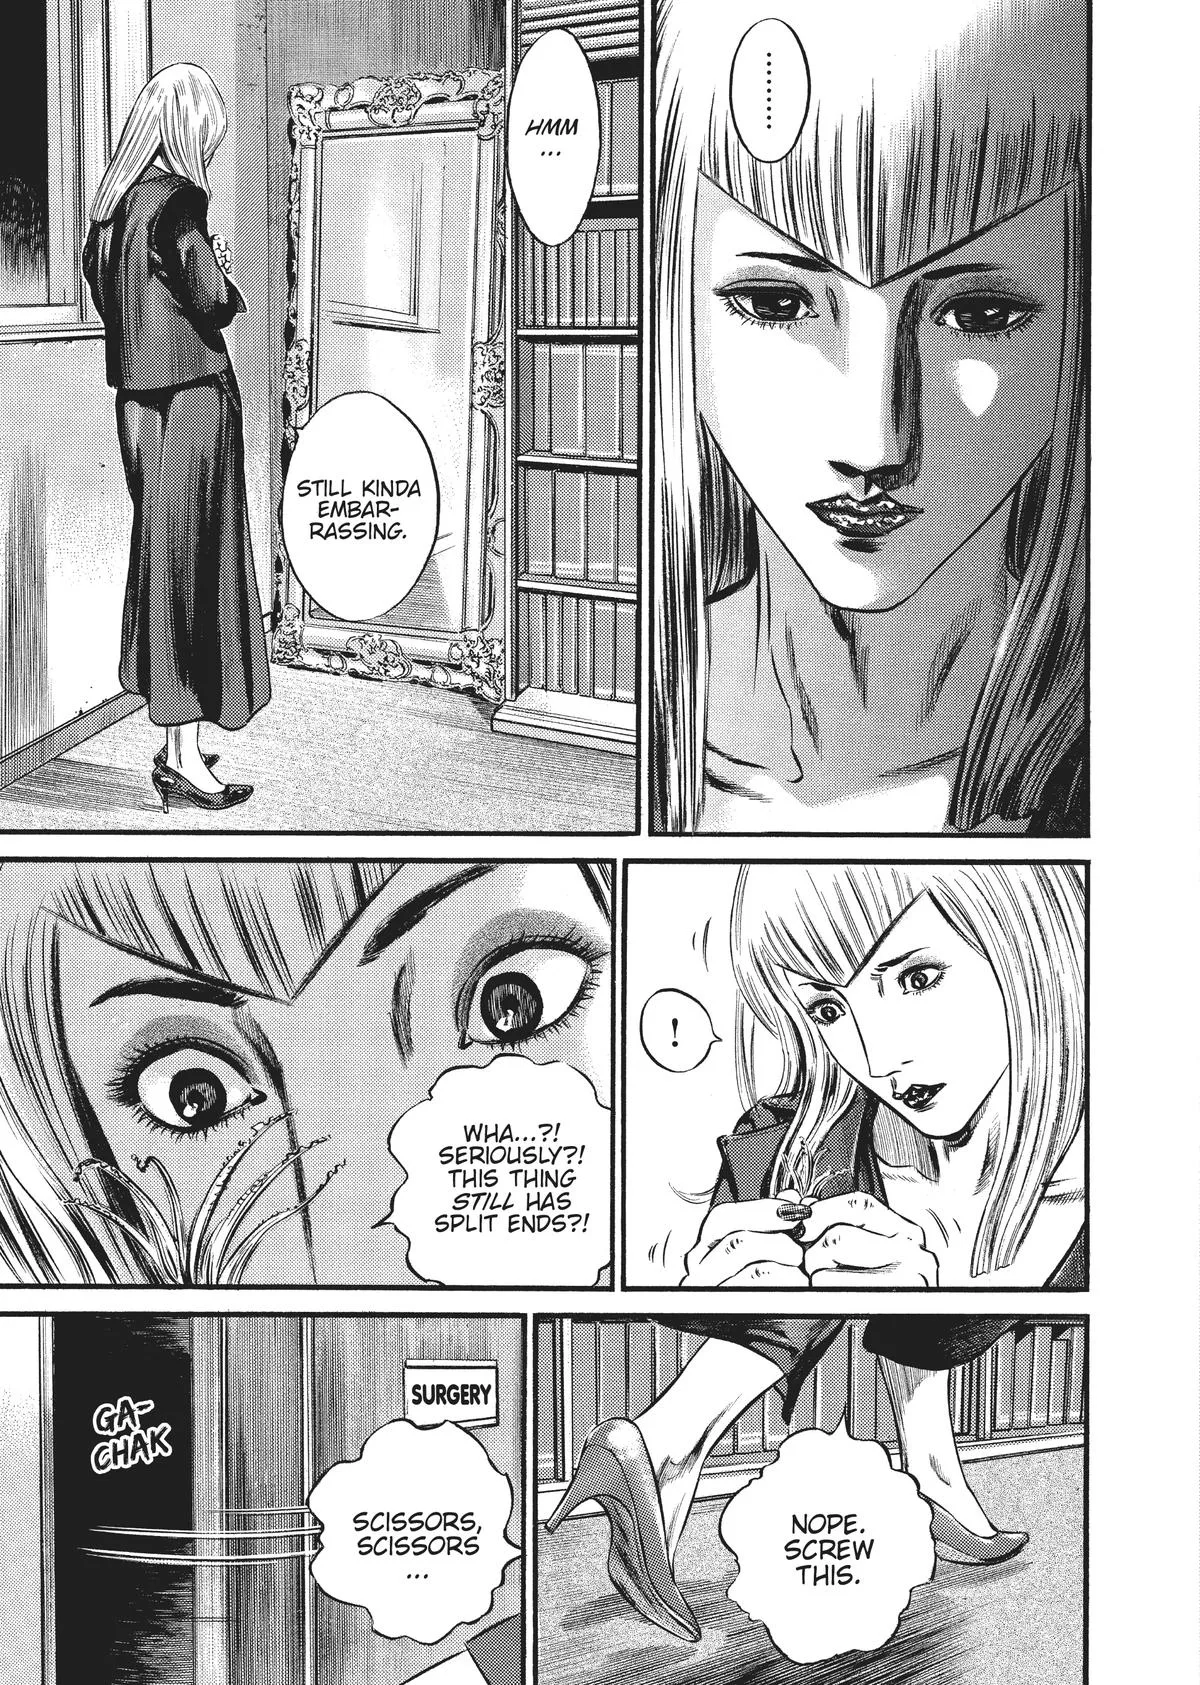 .........
HMM
...
STILL KINDA
EMBAR-
RASSING.
!
WHA...?!
SERIOUSLY?!
THIS THING
STILL HAS
SPLIT ENDS?!
NOPE.
SCREW
THIS.
SURGERY
GA-
CHAK
SCISSORS,
SCISSORS
...